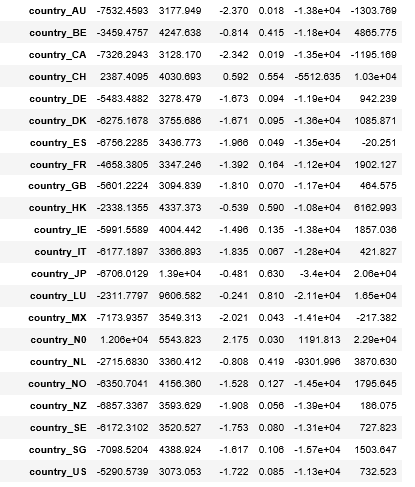 country_AU -7532.4593 3177.949 -2.370 0.018 -1.38e+04 -1303.769
country_BE -3459.4757 4247.638 -0.814 0.415 -1.18e+04 4865.775
country_CA -7326.2943 3128.170 -2.342 0.019 -1.35e+04 -1195.169
country_CH 2387.4095 4030.693 0.592 0.554 -5512.635 1.03e+04
country_DE -5483.4882 3278.479 -1.673 0.094 -1.19e+04 942.239
country_DK -6275.1678 3755.686 -1.671 0.095 -1.36e+04 1085.871
country_ES -6756.2285 3436.773 -1.966 0.049 -1.35e+04 -20.251
country_FR -4658.3805 3347.246 -1.392 0.164 -1.12e+04 1902.127
country_GB -5601.2224 3094.839 -1.810 0.070 -1.17e+04 464.575
country_HK -2338.1355 4337.373 -0.539 0.590 -1.08e+04 6162.993
country_IE -5991.5589 4004.442 -1.496 0.135 -1.38e+04 1857.036
country_IT -6177.1897 3366.893 -1.835 0.067 -1.28e+04 421.827
country_JP -6706.0129 1.39e+04 -0.481 0.630 -3.4e+04 2.06e+04
country_LU -2311.7797 9606.582 -0.241 0.810 -2.11e+04 1.65e+04
country_MX -7173.9357 3549.313 -2.021 0.043 -1.41e+04 -217.382
country_N0 1.206e+04 5543.823 2.175 0.030 1191.813 2.29e+04
country_NL -2715.6830 3360.412 -0.808 0.419 -9301.996 3870.630
country_NO -6350.7041 4156.360 -1.528 0.127 -1.45e+04 1795.645
country_NZ -6857.3367 3593.629 -1.908 0.056 -1.39e+04 186.075
country_SE -6172.3102 3520.527 -1.753 0.080 -1.31e+04 727.823
country_SG -7098.5204 4388.924 -1.617 0.106 -1.57e+04 1503.647
country_US -5290.5739 3073.053 -1.722 0.085 -1.13e+04 732.523